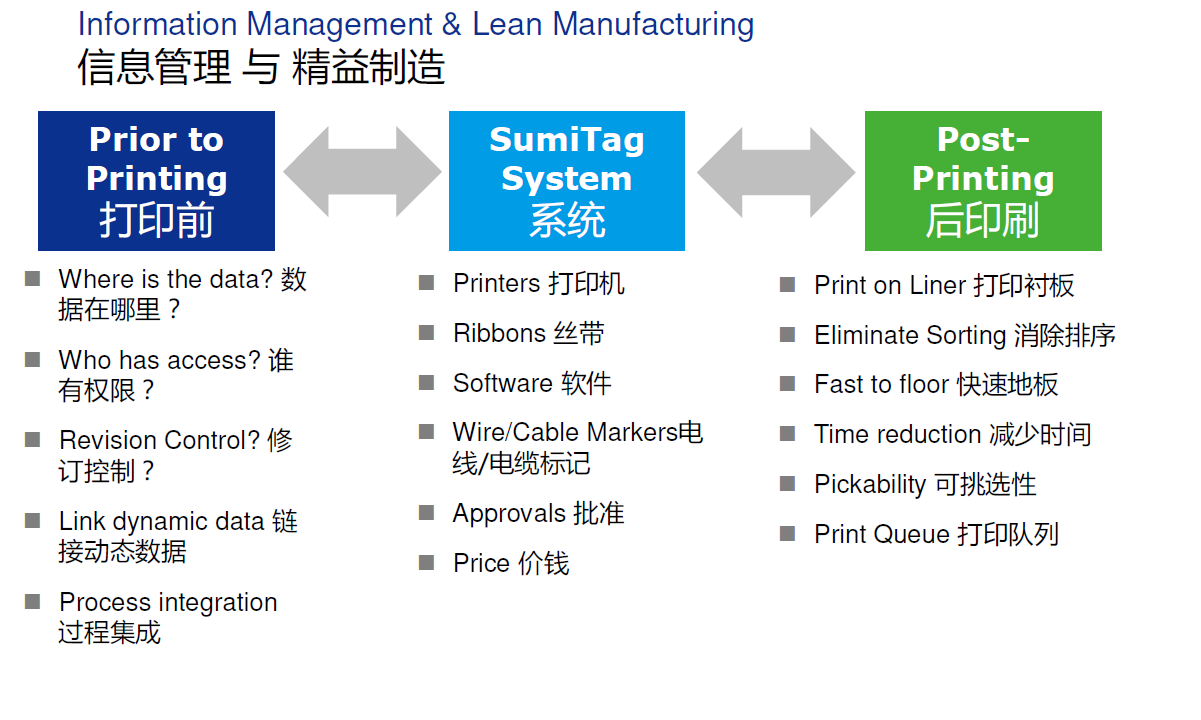 Information Management & Lean Manufacturing
信息管理 与 精益制造
Prior to
Printing
打印前
Where is the data? 数
据在哪里？
Who has access? 谁
有权限？
Revision Control? 修
订控制？
Link dynamic data 链
接动态数据
Process integration
过程集成
SumiTag
System
系统
Printers 打印机
Ribbons 丝带
Software 软件
Wire/Cable Markers电
线/电缆标记
Approvals 批准
Price 价钱
Post-
Printing
后印刷
Print on Liner 打印衬板
Eliminate Sorting 消除排序
Fast to floor 快速地板
Time reduction 减少时间
Pickability 可挑选性
Print Queue 打印队列